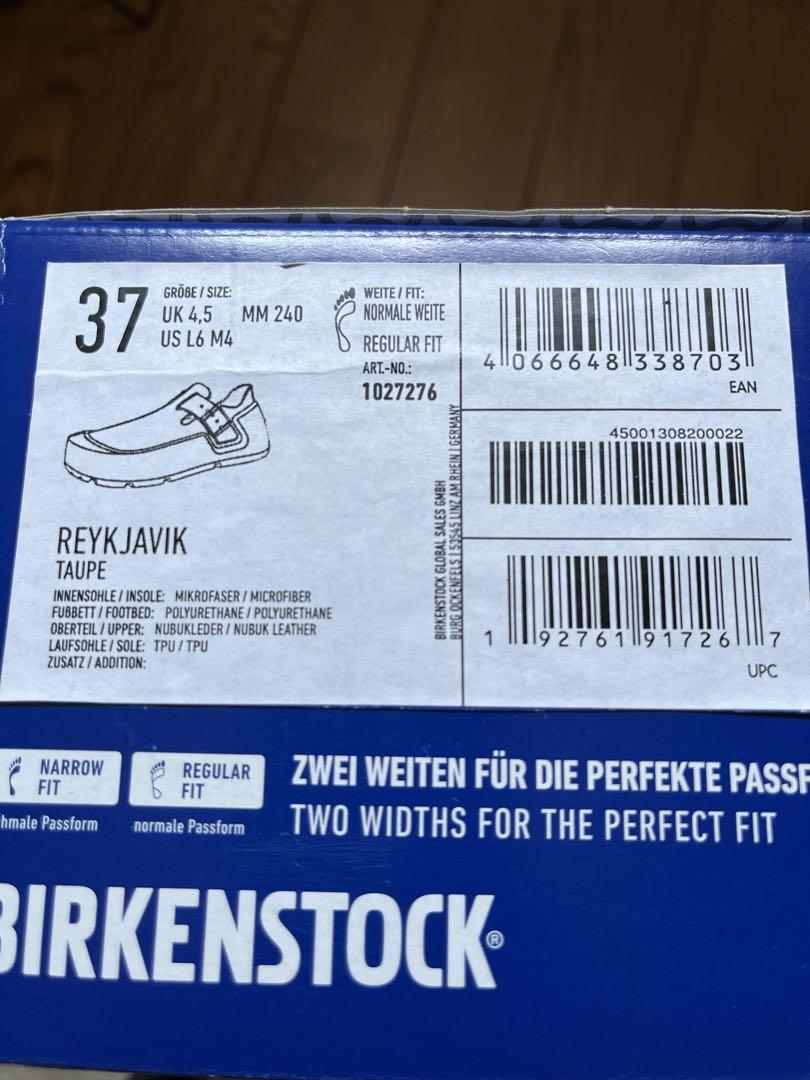 37
GRÖßE / SIZE:
UK 4,5 MM 240
US L6 M4
WEITE / FIT:
NORMALE WEITE
REGULAR FIT
ART.-NO.:
1027276
REYKJAVIK
TAUPE
INNENSOHLE / INSOLE: MIKROFASER / MICROFIBER
FUßBETT / FOOTBED: POLYURETHANE / POLYURETHANE
OBERTEIL / UPPER: NUBUKLEDER / NUBUK LEATHER
LAUFSOHLE / SOLE: TPU / TPU
ZUSATZ / ADDITION:
BIRKENSTOCK GLOBAL SALES GMBH
BURG OCKENFELS | 53545 LINZ AM RHEIN | GERMANY
4 066648 338703
EAN
45001308200022
1 92761 91726 7
UPC
NARROW
FIT
hmale Passform
REGULAR
FIT
normale Passform
ZWEI WEITEN FÜR DIE PERFEKTE PASSF
TWO WIDTHS FOR THE PERFECT FIT
BIRKENSTOCK®